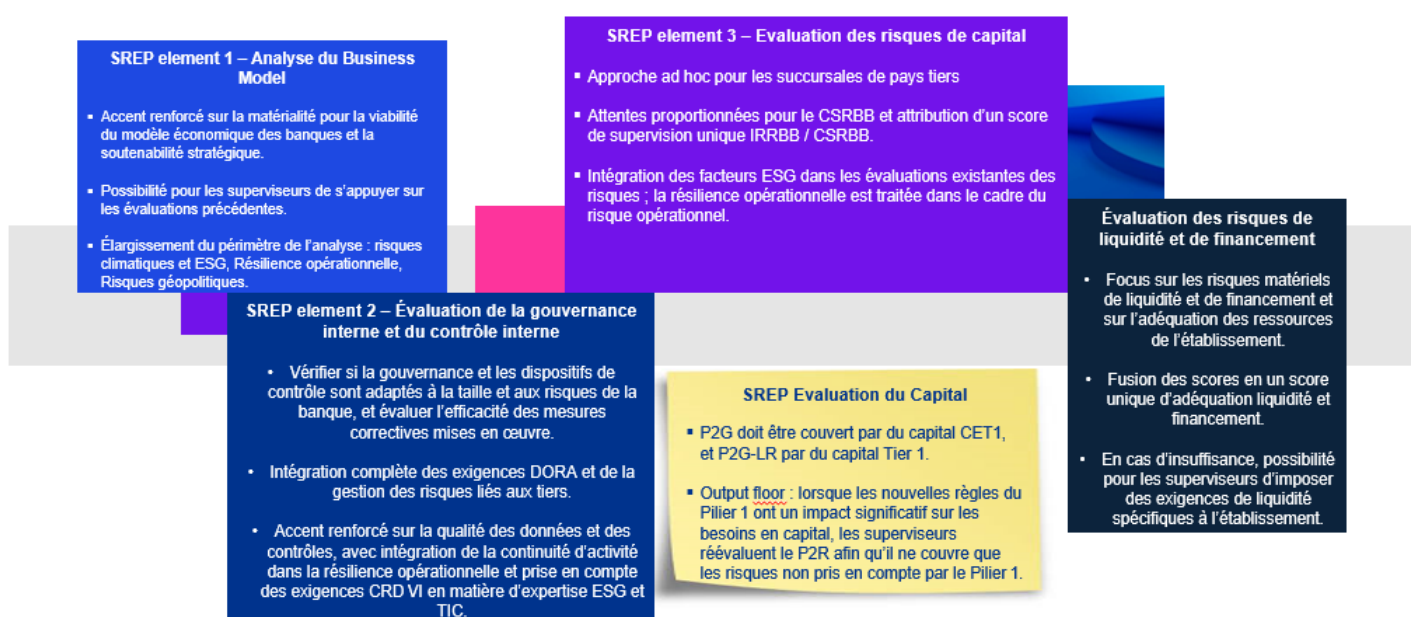 SREP element 1 – Analyse du Business
Model
▪ Accent renforcé sur la matérialité pour la viabilité
du modèle économique des banques et la
soutenabilité stratégique.
▪ Possibilité pour les superviseurs de s'appuyer sur
les évaluations précédentes.
▪ Élargissement du périmètre de l'analyse : risques
climatiques et ESG, Résilience opérationnelle,
Risques géopolitiques.
SREP element 2 – Évaluation de la gouvernance
interne et du contrôle interne
• Vérifier si la gouvernance et les dispositifs de
contrôle sont adaptés à la taille et aux risques de la
banque, et évaluer l'efficacité des mesures
correctives mises en œuvre.
• Intégration complète des exigences DORA et de la
gestion des risques liés aux tiers.
• Accent renforcé sur la qualité des données et des
contrôles, avec intégration de la continuité d'activité
dans la résilience opérationnelle et prise en compte
des exigences CRD VI en matière d'expertise ESG et
TIC.
SREP element 3 – Evaluation des risques de capital
▪ Approche ad hoc pour les succursales de pays tiers
▪ Attentes proportionnées pour le CSRBB et attribution d'un score
de supervision unique IRRBB / CSRBB.
▪ Intégration des facteurs ESG dans les évaluations existantes des
risques ; la résilience opérationnelle est traitée dans le cadre du
risque opérationnel.
SREP Evaluation du Capital
▪ P2G doit être couvert par du capital CET1,
et P2G-LR par du capital Tier 1.
▪ Output floor : lorsque les nouvelles règles du
Pilier 1 ont un impact significatif sur les
besoins en capital, les superviseurs
réévaluent le P2R afin qu'il ne couvre que
les risques non pris en compte par le Pilier 1.
Évaluation des risques de
liquidité et de financement
• Focus sur les risques matériels
de liquidité et de financement et
sur l'adéquation des ressources
de l'établissement.
• Fusion des scores en un score
unique d'adéquation liquidité et
financement.
• En cas d'insuffisance, possibilité
pour les superviseurs d'imposer
des exigences de liquidité
spécifiques à l'établissement.